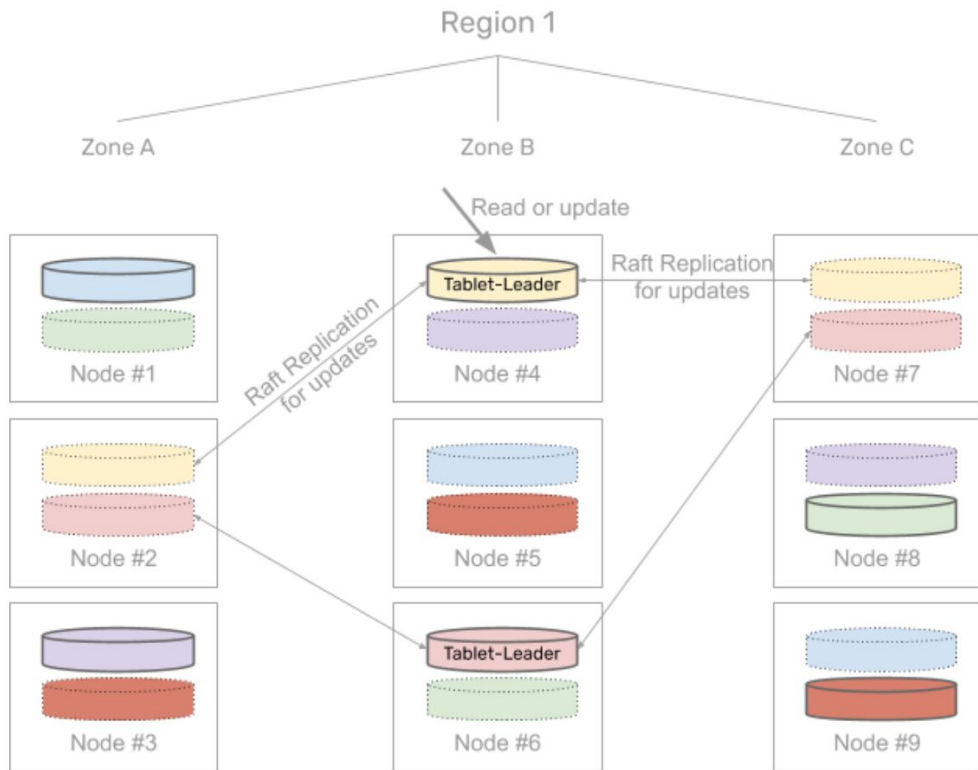 Region 1
Zone A
Zone B
Zone C
Read or update
Tablet-Leader
Raft Replication
for updates
Raft Replication
for updates
Node #1
Node #4
Node #7
Node #2
Node #5
Node #8
Tablet-Leader
Node #3
Node #6
Node #9